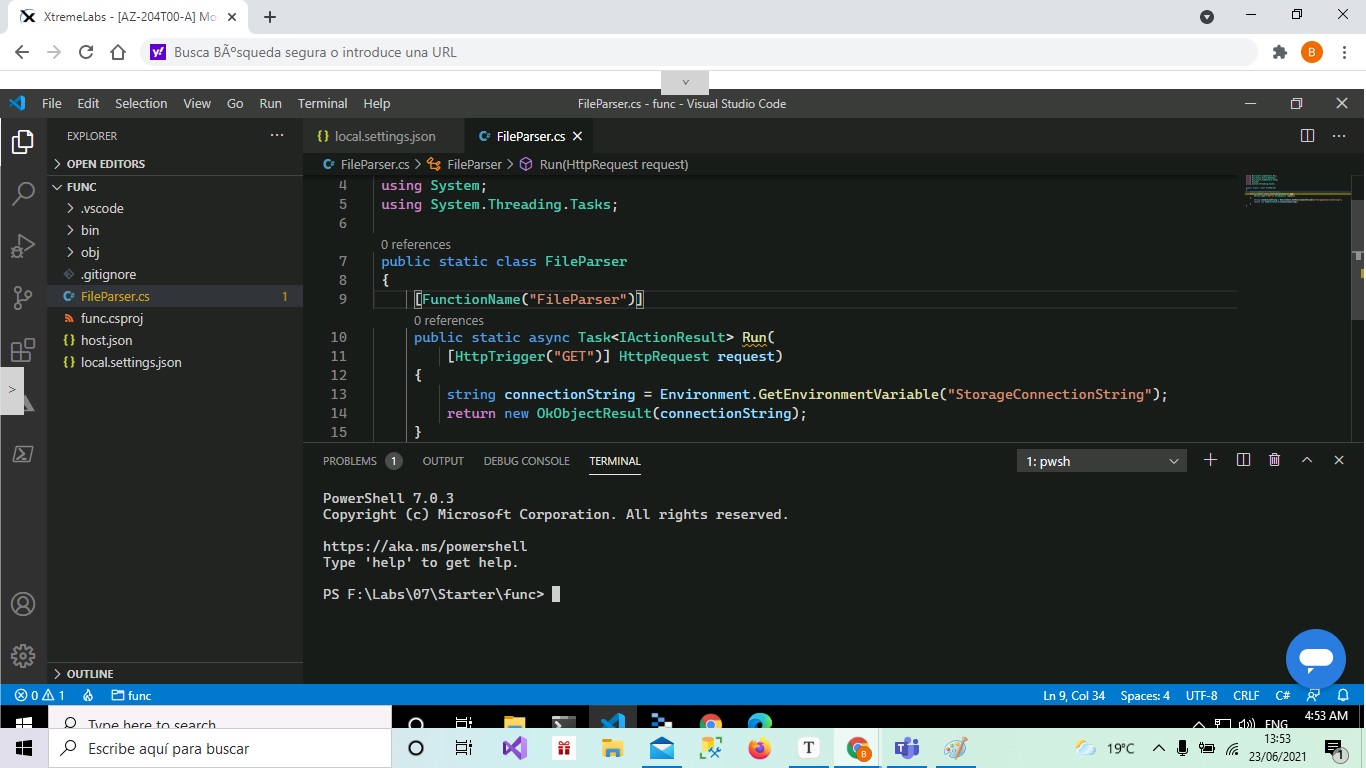 XtremeLabs - [AZ-204T00-A] Mo
Busca BÃºsqueda segura o introduce una URL
B
File Edit Selection View Go Run Terminal Help
FileParser.cs - func - Visual Studio Code
EXPLORER
local.settings.json
FileParser.cs
OPEN EDITORS
FileParser.cs > FileParser > Run(HttpRequest request)
FUNC
.vscode
bin
obj
.gitignore
FileParser.cs 1
func.csproj
host.json
local.settings.json
4 using System;
5 using System.Threading.Tasks;
6
0 references
7 public static class FileParser
8 {
9 [FunctionName("FileParser")]
0 references
10 public static async Task<IActionResult> Run(
11 [HttpTrigger("GET")] HttpRequest request)
12 {
13 string connectionString = Environment.GetEnvironmentVariable("StorageConnectionString");
14 return new OkObjectResult(connectionString);
15 }
PROBLEMS 1 OUTPUT DEBUG CONSOLE TERMINAL
1: pwsh
PowerShell 7.0.3
Copyright (c) Microsoft Corporation. All rights reserved.
https://aka.ms/powershell
Type 'help' to get help.
PS F:\Labs\07\Starter\func>
OUTLINE
0 1 func
Ln 9, Col 34 Spaces: 4 UTF-8 CRLF C#
Type here to search
ENG
4:53 AM
Escribe aquí para buscar
T
B
19°C
13:53
23/06/2021
1